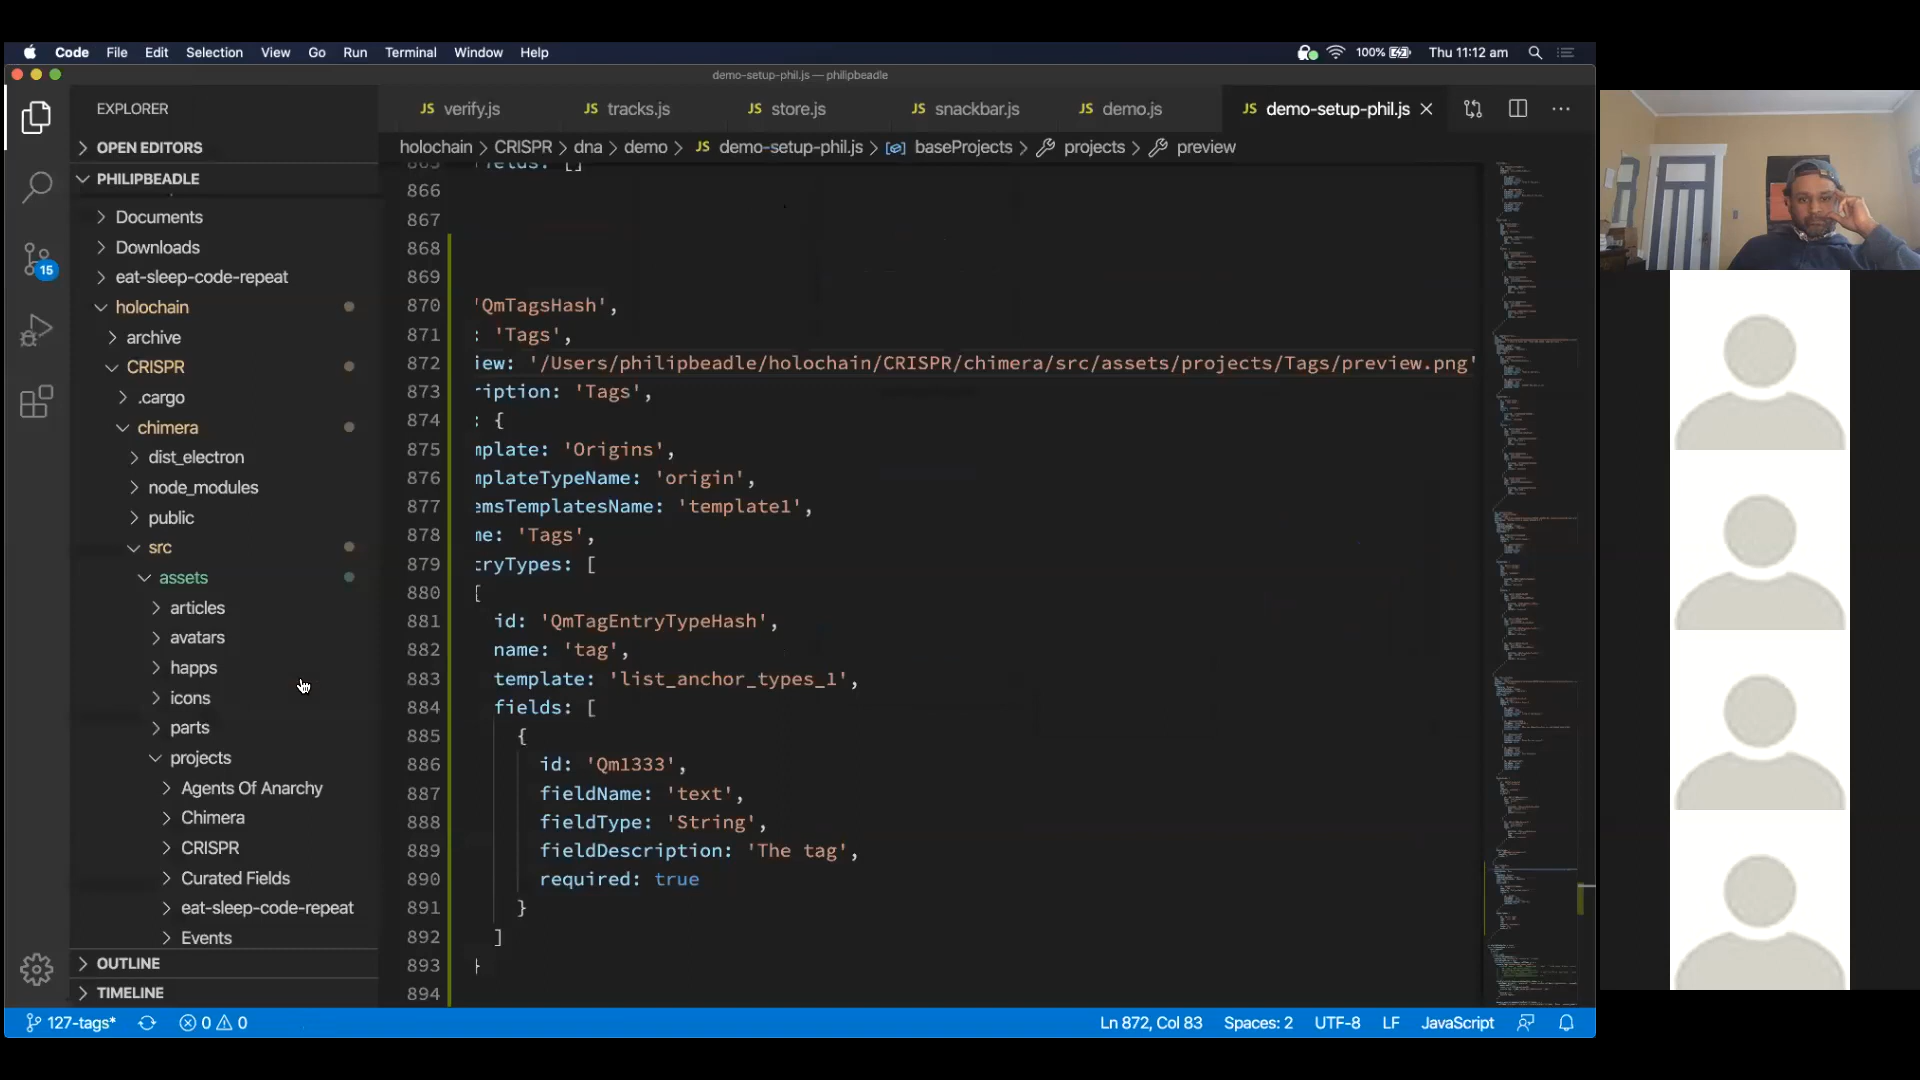 Code File Edit Selection View Go Run Terminal Window Help 100% Thu 11:12 am
demo-setup-phil.js — philipbeadle
EXPLORER
JS verify.js JS tracks.js JS store.js JS snackbar.js JS demo.js JS demo-setup-phil.js
OPEN EDITORS
holochain > CRISPR > dna > demo > JS demo-setup-phil.js > baseProjects > projects > preview
PHILIPBEADLE
Documents
Downloads
eat-sleep-code-repeat
holochain
archive
CRISPR
.cargo
chimera
dist_electron
node_modules
public
src
assets
articles
avatars
happs
icons
parts
projects
Agents Of Anarchy
Chimera
CRISPR
Curated Fields
eat-sleep-code-repeat
Events
OUTLINE
TIMELINE
15
865 fields: []
866
867
868
869
870 'QmTagsHash',
871 : 'Tags',
872 iew: '/Users/philipbeadle/holochain/CRISPR/chimera/src/assets/projects/Tags/preview.png'
873 ription: 'Tags',
874 : {
875 mplate: 'Origins',
876 mplateTypeName: 'origin',
877 emsTemplatesName: 'template1',
878 me: 'Tags',
879 tryTypes: [
880 {
881 id: 'QmTagEntryTypeHash',
882 name: 'tag',
883 template: 'list_anchor_types_1',
884 fields: [
885 {
886 id: 'Qm1333',
887 fieldName: 'text',
888 fieldType: 'String',
889 fieldDescription: 'The tag',
890 required: true
891 }
892 ]
893 }
894
127-tags* 0 0 Ln 872, Col 83 Spaces: 2 UTF-8 LF JavaScript